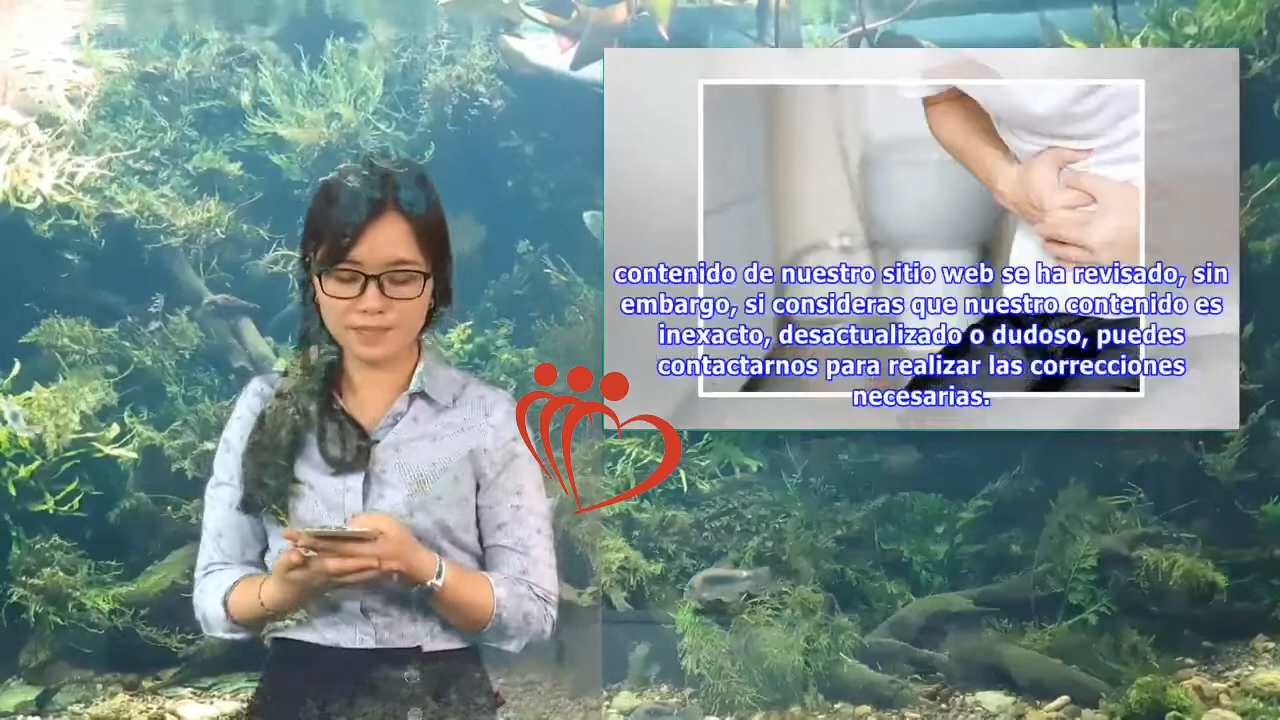 contenido de nuestro sitio web se ha revisado, sin
embargo, si consideras que nuestro contenido es
inexacto, desactualizado o dudoso, puedes
contactarnos para realizar las correcciones
necesarias.